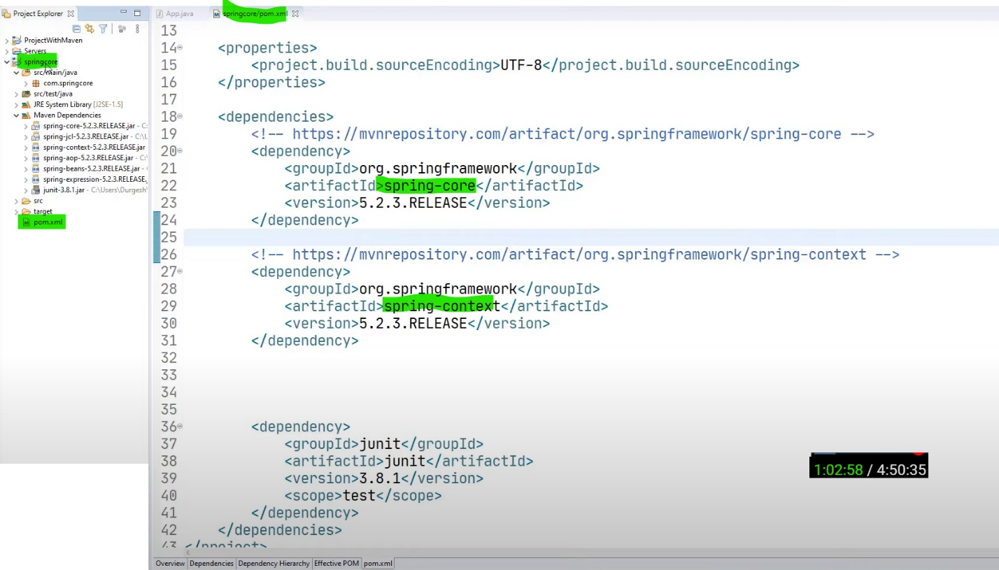 Project Explorer
App.java
springcore/pom.xml
ProjectWithMaven
Servers
springcore
src/main/java
com.springcore
src/test/java
JRE System Library [J2SE-1.5]
Maven Dependencies
spring-core-5.2.3.RELEASE.jar - C:
spring-jcl-5.2.3.RELEASE.jar - C:\U
spring-context-5.2.3.RELEASE.jar
spring-aop-5.2.3.RELEASE.jar - C:\
spring-beans-5.2.3.RELEASE.jar -
spring-expression-5.2.3.RELEASE.
junit-3.8.1.jar - C:\Users\Durgesh\
src
target
pom.xml
13
14 <properties>
15 <project.build.sourceEncoding>UTF-8</project.build.sourceEncoding>
16 </properties>
17
18 <dependencies>
19 <!-- https://mvnrepository.com/artifact/org.springframework/spring-core -->
20 <dependency>
21 <groupId>org.springframework</groupId>
22 <artifactId>spring-core</artifactId>
23 <version>5.2.3.RELEASE</version>
24 </dependency>
25
26 <!-- https://mvnrepository.com/artifact/org.springframework/spring-context -->
27 <dependency>
28 <groupId>org.springframework</groupId>
29 <artifactId>spring-context</artifactId>
30 <version>5.2.3.RELEASE</version>
31 </dependency>
32
33
34
35
36 <dependency>
37 <groupId>junit</groupId>
38 <artifactId>junit</artifactId>
39 <version>3.8.1</version>
40 <scope>test</scope>
41 </dependency>
42 </dependencies>
43 </project>
1:02:58 / 4:50:35
Overview Dependencies Dependency Hierarchy Effective POM pom.xml